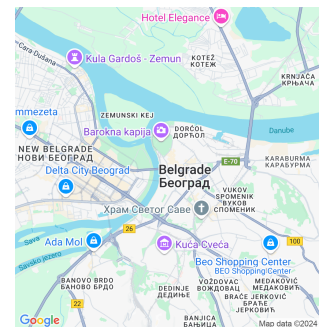 Hotel Elegance
Cara Dušana
КОТЕŽ
КОТЕЖ
Kula Gardoš - Zemun
KRNJAČA
КРЊАЧА
ZEMUNSKI KEJ
mmezeta
Barokna kapija
DORĆOL
ДОРЋОЛ
Danube
NEW BELGRADE
НОВИ БЕОГРАД
E-70
KARABURMA
КАРАБУРМА
Delta City Beograd
Belgrade
Београд
VUKOV
SPOMENIK
ВУКОВ
СПОМЕНИК
Храм Светог Саве
26
Sava
Ada Mol
Kuća Cveća
100
Savsko jezero
Beo Shopping Center
BEO Shopping Center
BANOVO BRDO
БАНОВО БРДО
DEDINJE
ДЕДИЊЕ
VOŽDOVAC
ВОЖДОВАЦ
MEDAKOVIĆ
МЕДАКОВИЋ
22
BRAĆE JERKOVIĆ
БРАЋЕ
ЈЕРКОВИЋ
BANJICA
БАЊИЦА
Google
Map data ©2024